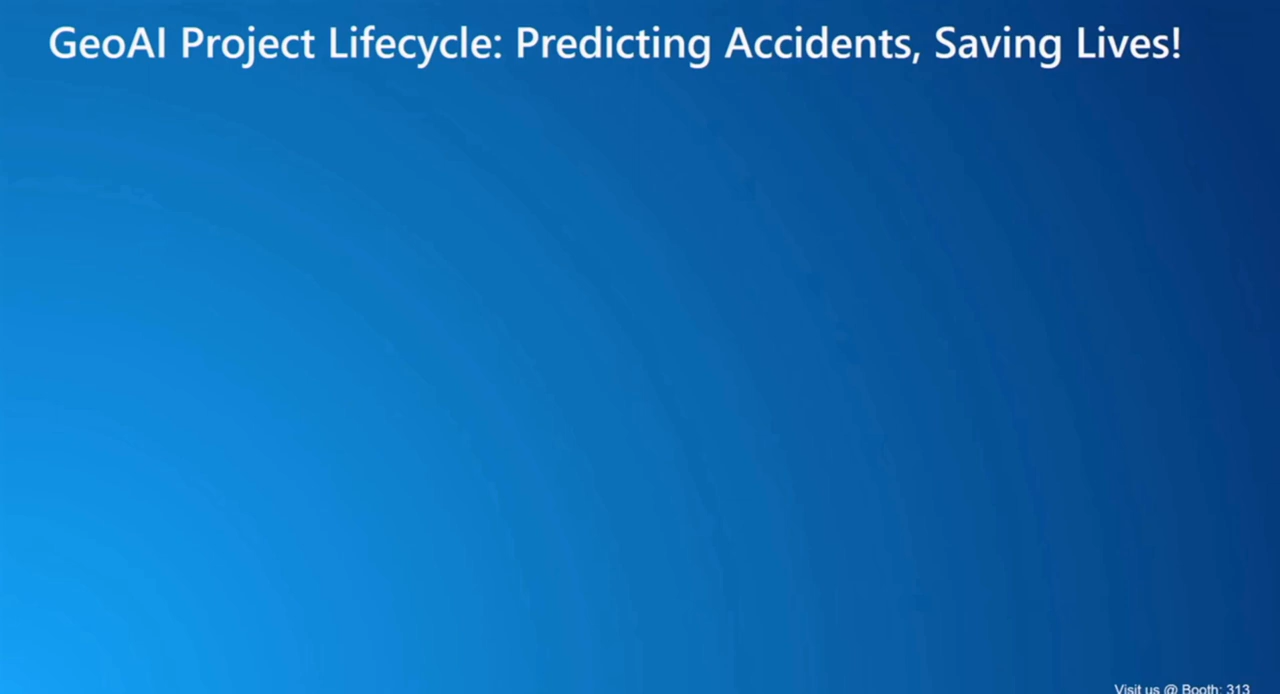 GeoAI Project Lifecycle: Predicting Accidents, Saving Lives!
Visit us @ Booth: 313